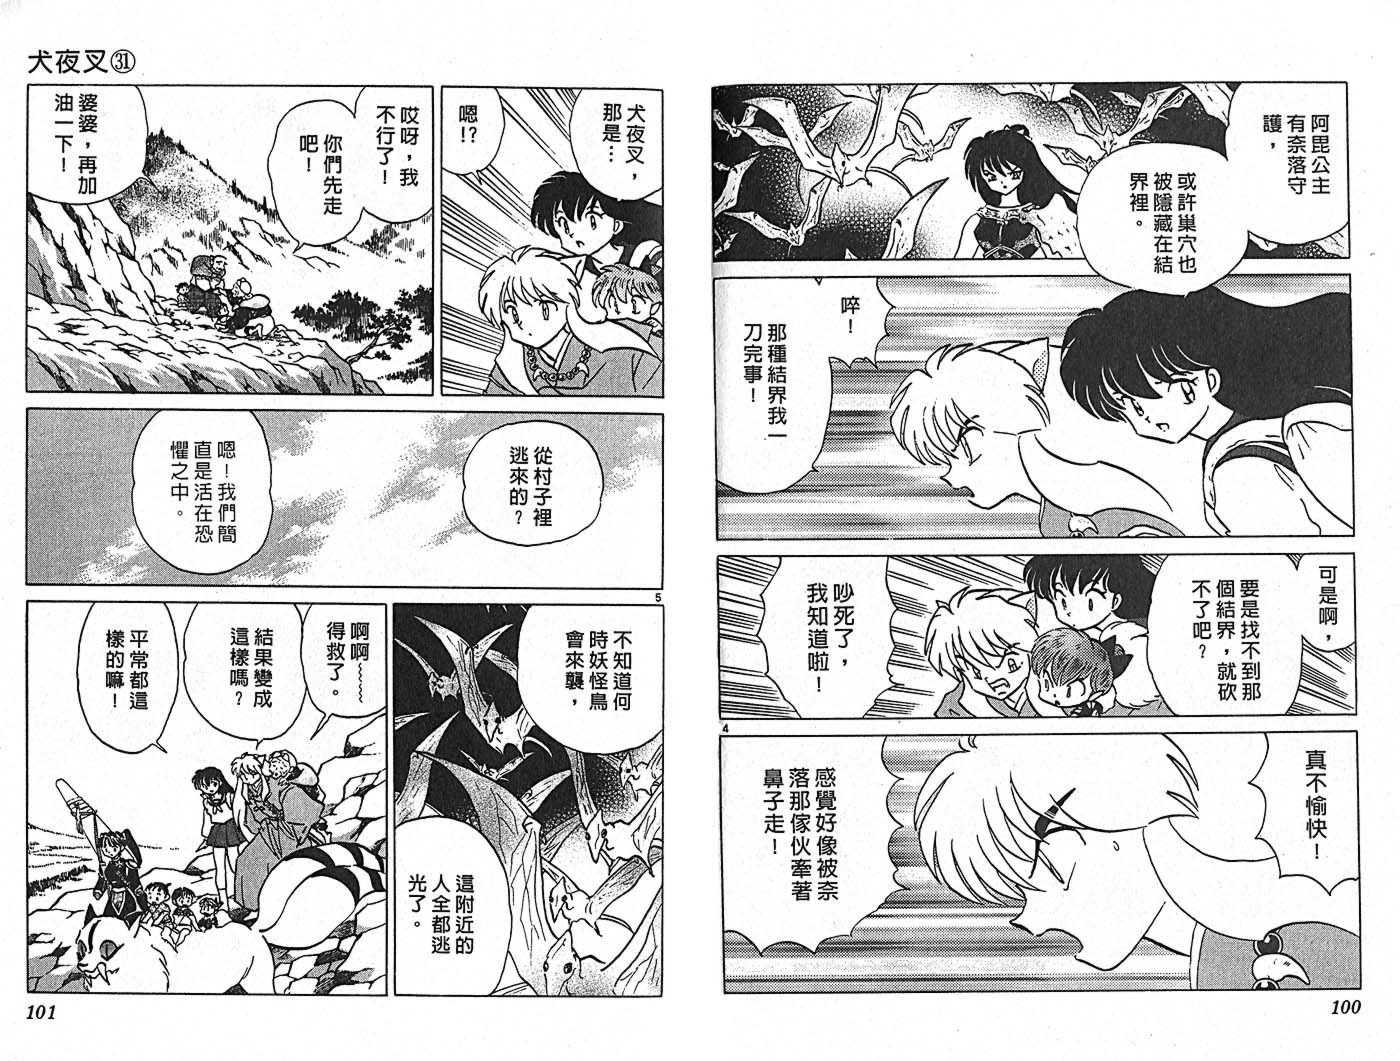 犬夜叉㉛
阿毘公主
有奈落守
護，
或許巢穴也
被隱藏在結
界裡。
啐！
那種結界我一
刀完事！
可是啊，
要是找不到那
個結界，就砍
不了吧？
吵死了，
我知道啦！
4
真不愉快！
感覺好像被奈
落那傢伙牽著
鼻子走！
100
犬夜叉，
那是…
嗯!?
哎呀，我
不行了！
你們先走
吧！
婆婆，再加
油一下！
從村子裡
逃來的？
嗯！我們簡
直是活在恐
懼之中。
5
不知道何
時妖怪鳥
會來襲，
這附近的
人全都逃
光了。
啊啊～～
得救了。
結果變成
這樣嗎？
平常都這
樣的嘛！
101